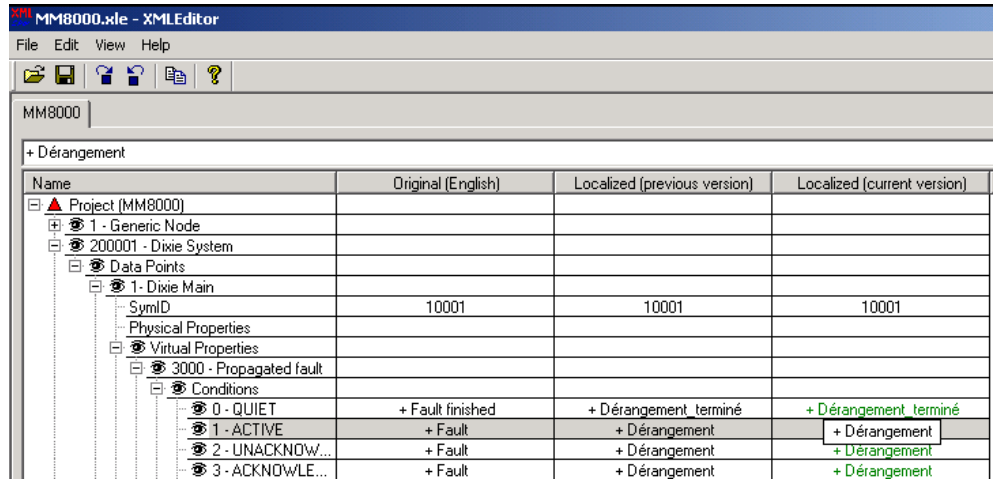 XML MM8000.xle - XMLEditor
File Edit View Help
MM8000
+ Dérangement
Name Original (English) Localized (previous version) Localized (current version)
Project (MM8000)
1 - Generic Node
200001 - Dixie System
Data Points
1- Dixie Main
SymID 10001 10001 10001
Physical Properties
Virtual Properties
3000 - Propagated fault
Conditions
0 - QUIET + Fault finished + Dérangement_terminé + Dérangement_terminé
1 - ACTIVE + Fault + Dérangement + Dérangement
2 - UNACKNOW... + Fault + Dérangement + Dérangement
3 - ACKNOWLE... + Fault + Dérangement + Dérangement